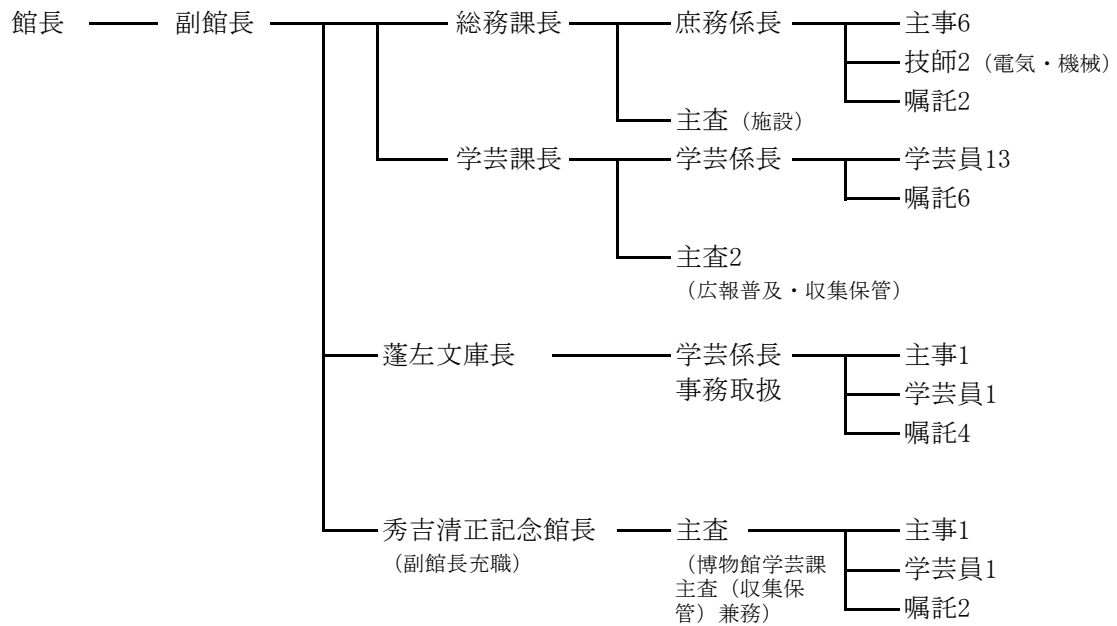 館長 副館長 総務課長 庶務係長 主事6
技師2（電気・機械）
嘱託2
主査（施設）
学芸課長 学芸係長 学芸員13
嘱託6
主査2
（広報普及・収集保管）
蓬左文庫長 学芸係長 主事1
事務取扱 学芸員1
嘱託4
秀吉清正記念館長 主査 主事1
（副館長充職） （博物館学芸課 学芸員1
主査（収集保
管）兼務） 嘱託2